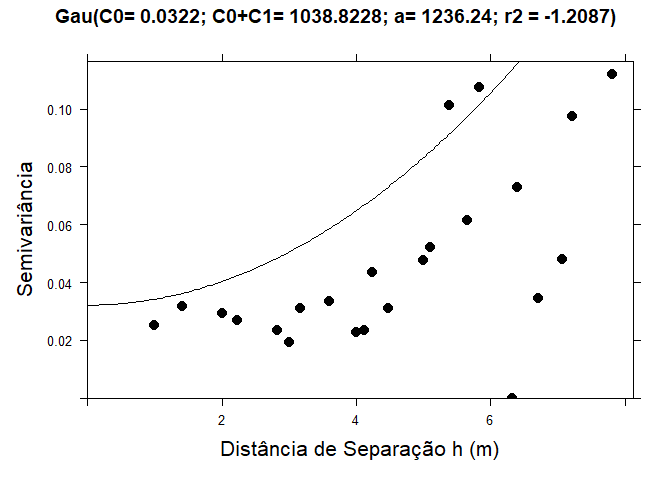 Gau(C0= 0.0322; C0+C1= 1038.8228; a= 1236.24; r2 = -1.2087)
0.10
0.08
0.06
0.04
0.02
Semivariância
2
4
6
Distância de Separação h (m)